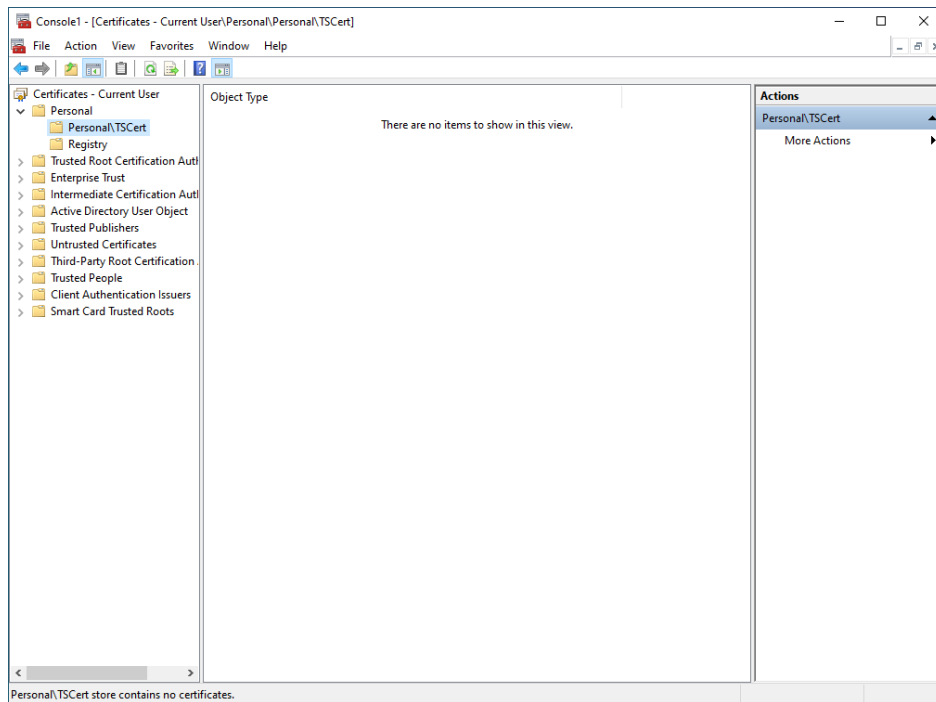 Console1 - [Certificates - Current User\Personal\Personal\TSCert]
File Action View Favorites Window Help
Certificates - Current User
Personal
Personal\TSCert
Registry
Trusted Root Certification Auth
Enterprise Trust
Intermediate Certification Autl
Active Directory User Object
Trusted Publishers
Untrusted Certificates
Third-Party Root Certification .
Trusted People
Client Authentication Issuers
Smart Card Trusted Roots
Object Type
There are no items to show in this view.
Actions
Personal\TSCert
More Actions
Personal\TSCert store contains no certificates.